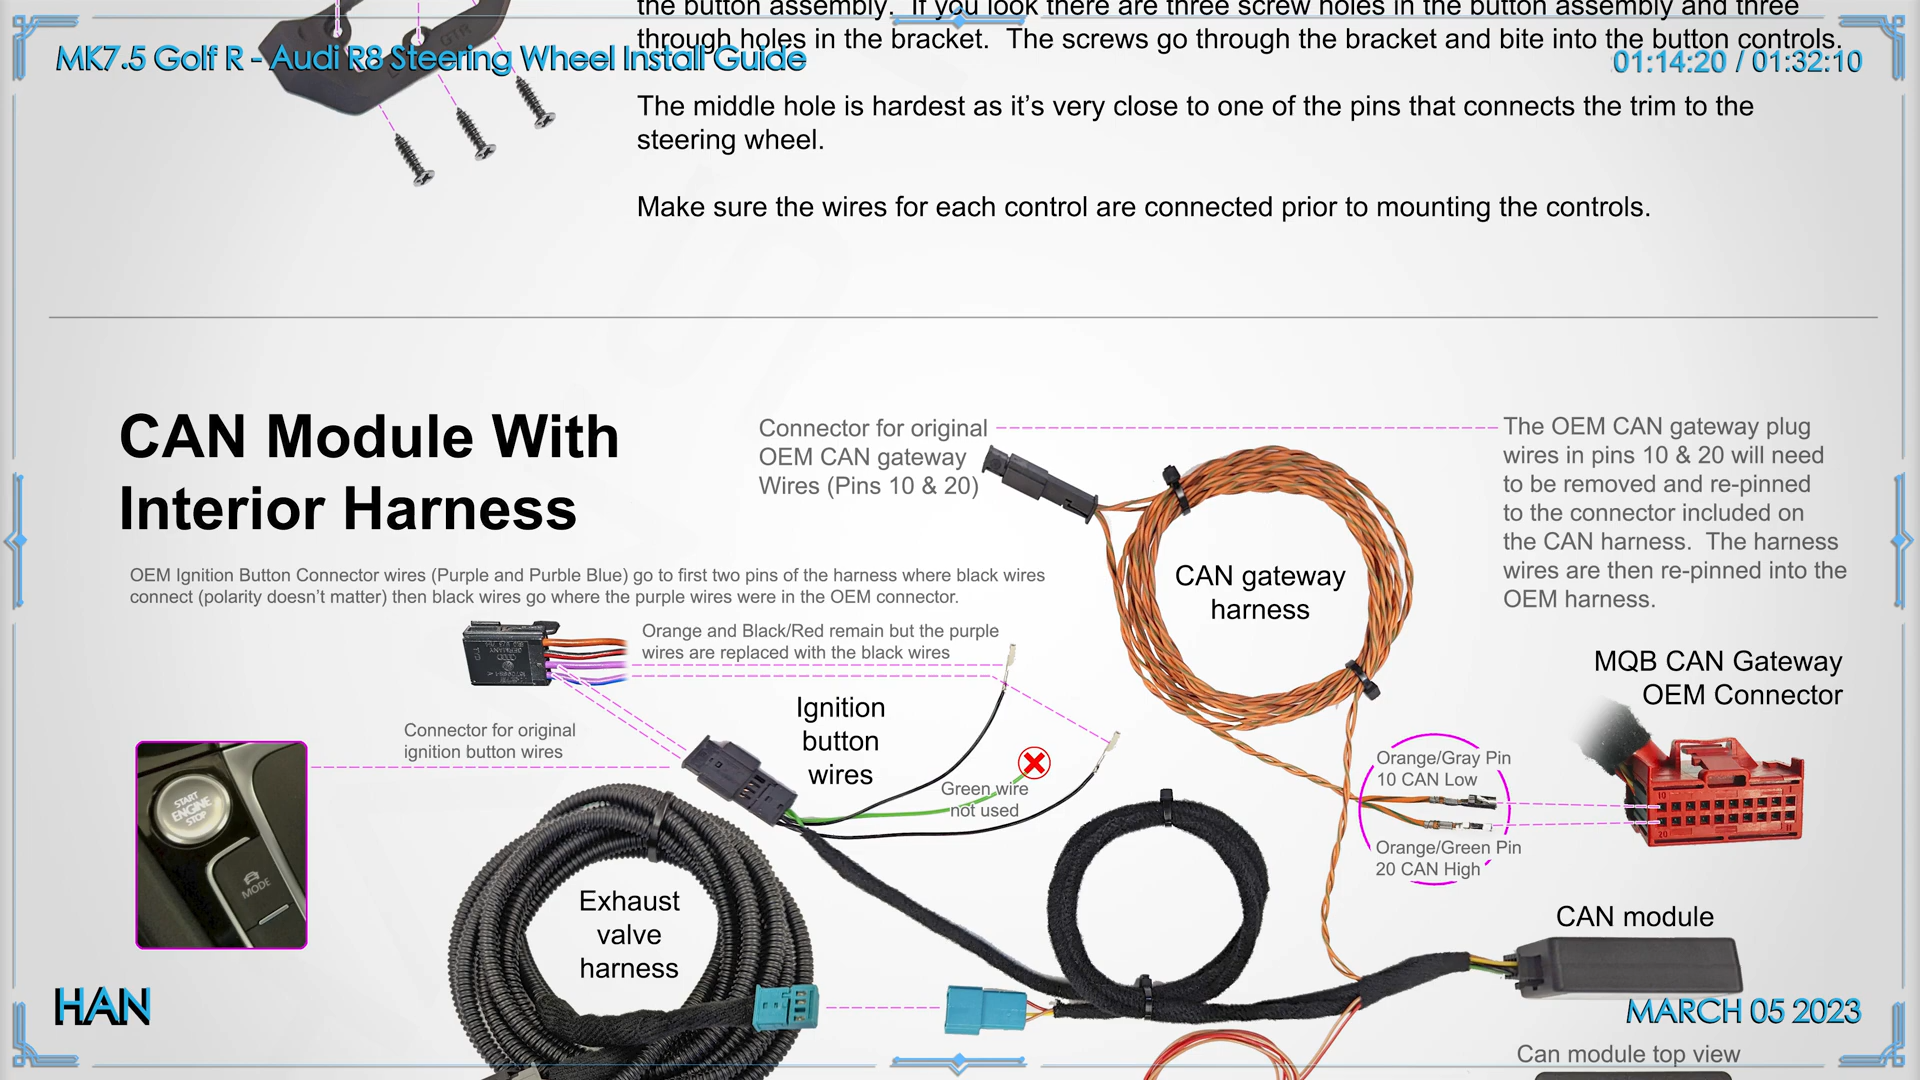 the button assembly.  If you look there are three screw holes in the button assembly and three
through holes in the bracket.  The screws go through the bracket and bite into the button controls.
MK7.5 Golf R - Audi R8 Steering Wheel Install Guide
01:14:20 / 01:32:10
The middle hole is hardest as it’s very close to one of the pins that connects the trim to the
steering wheel.
Make sure the wires for each control are connected prior to mounting the controls.
CAN Module With
Interior Harness
Connector for original
OEM CAN gateway
Wires (Pins 10 & 20)
The OEM CAN gateway plug
wires in pins 10 & 20 will need
to be removed and re-pinned
to the connector included on
the CAN harness.  The harness
wires are then re-pinned into the
OEM harness.
CAN gateway
harness
OEM Ignition Button Connector wires (Purple and Purble Blue) go to first two pins of the harness where black wires
connect (polarity doesn’t matter) then black wires go where the purple wires were in the OEM connector.
Orange and Black/Red remain but the purple
wires are replaced with the black wires
MQB CAN Gateway
OEM Connector
Connector for original
ignition button wires
Ignition
button
wires
Green wire
not used
Orange/Gray Pin
10 CAN Low
Orange/Green Pin
20 CAN High
10
20
START
ENGINE
STOP
MODE
Exhaust
valve
harness
CAN module
HAN
MARCH 05 2023
Can module top view